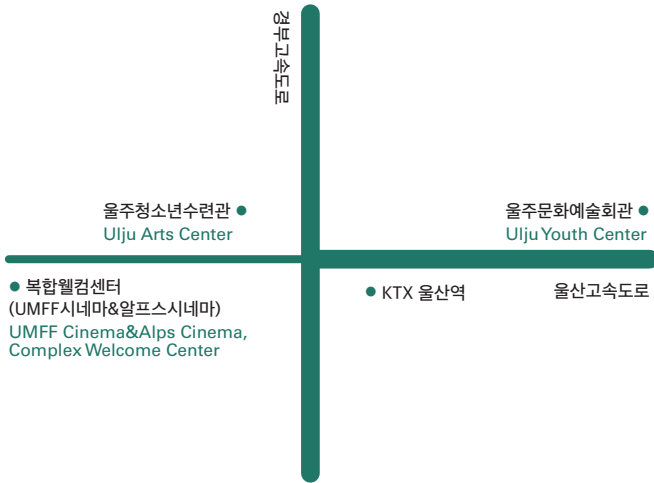 경부고속도로
울주청소년수련관
Ulju Arts Center
울주문화예술회관
Ulju Youth Center
복합웰컴센터
(UMFF시네마&알프스시네마)
UMFF Cinema&Alps Cinema,
Complex Welcome Center
KTX 울산역
울산고속도로